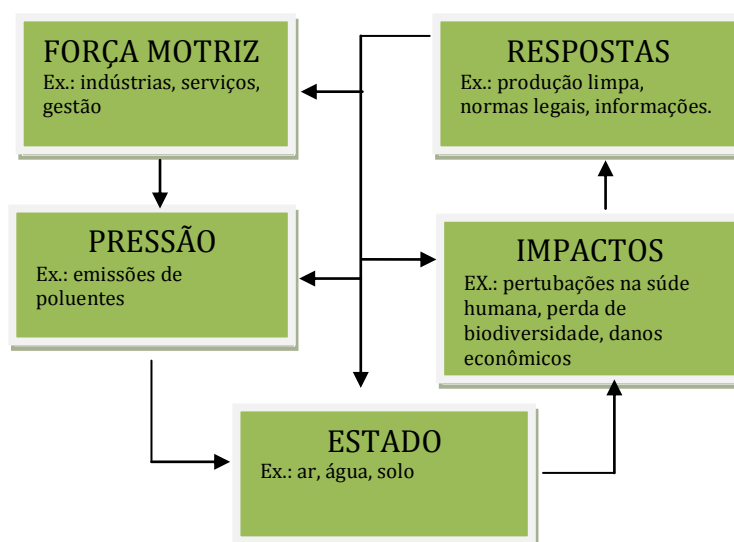 FORÇA MOTRIZ
Ex.: indústrias, serviços,
gestão
RESPOSTAS
Ex.: produção limpa,
normas legais, informações.
PRESSÃO
Ex.: emissões de
poluentes
IMPACTOS
EX.: pertubações na súde
humana, perda de
biodiversidade, danos
econômicos
ESTADO
Ex.: ar, água, solo